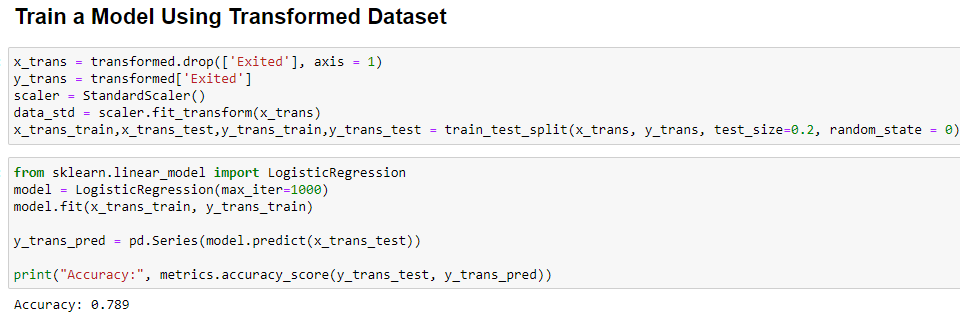 Train a Model Using Transformed Dataset
x_trans = transformed.drop(['Exited'], axis = 1)
y_trans = transformed['Exited']
scaler = StandardScaler()
data_std = scaler.fit_transform(x_trans)
x_trans_train,x_trans_test,y_trans_train,y_trans_test = train_test_split(x_trans, y_trans, test_size=0.2, random_state = 0)
from sklearn.linear_model import LogisticRegression
model = LogisticRegression(max_iter=1000)
model.fit(x_trans_train, y_trans_train)
y_trans_pred = pd.Series(model.predict(x_trans_test))
print("Accuracy:", metrics.accuracy_score(y_trans_test, y_trans_pred))
Accuracy: 0.789